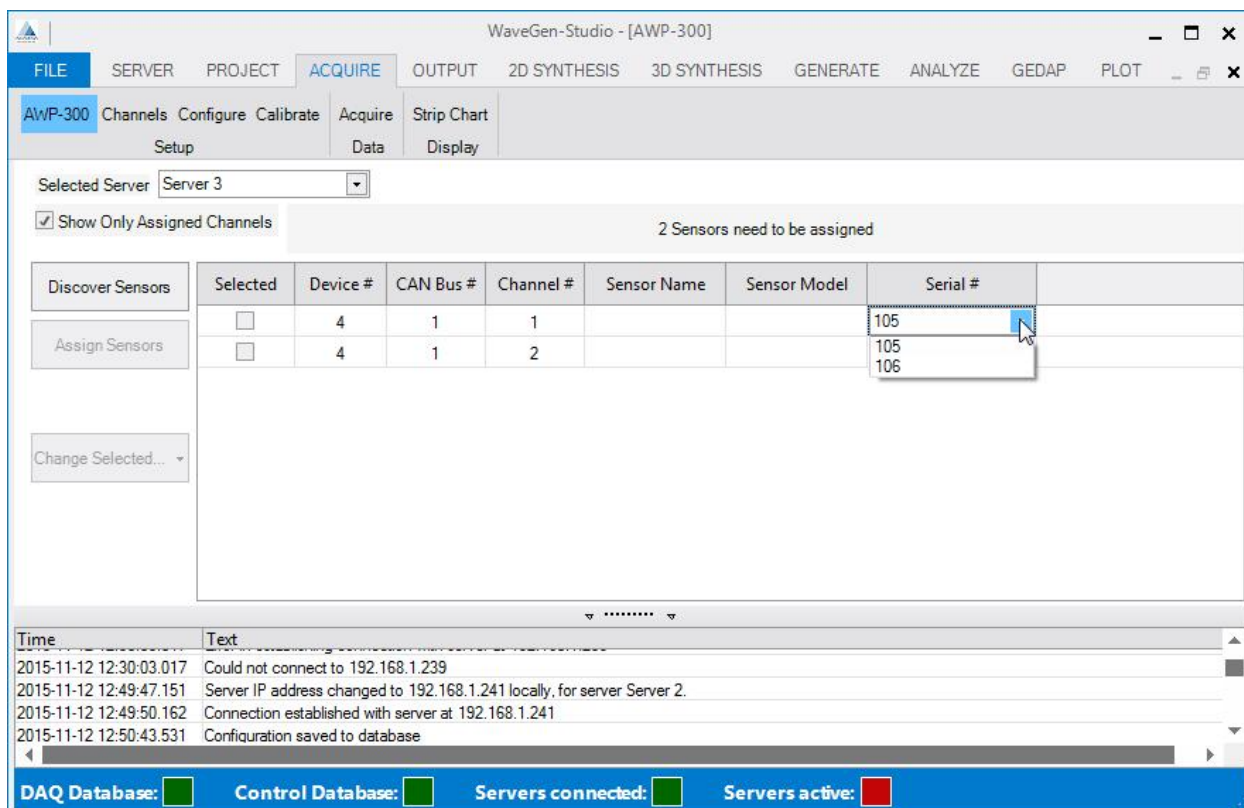 WaveGen-Studio - [AWP-300]
FILE SERVER PROJECT ACQUIRE OUTPUT 2D SYNTHESIS 3D SYNTHESIS GENERATE ANALYZE GEDAP PLOT
AWP-300 Channels Configure Calibrate Acquire Strip Chart
Setup Data Display
Selected Server Server 3
Show Only Assigned Channels 2 Sensors need to be assigned
Discover Sensors Selected Device # CAN Bus # Channel # Sensor Name Sensor Model Serial #
4 1 1 105
Assign Sensors 4 1 2 105
106
Change Selected...
Time Text
2015-11-12 12:30:03.017 Could not connect to 192.168.1.239
2015-11-12 12:49:47.151 Server IP address changed to 192.168.1.241 locally, for server Server 2.
2015-11-12 12:49:50.162 Connection established with server at 192.168.1.241
2015-11-12 12:50:43.531 Configuration saved to database
DAQ Database: Control Database: Servers connected: Servers active: